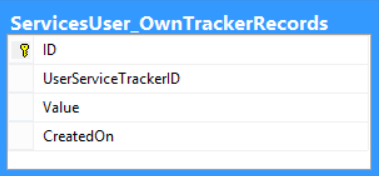 ServicesUser_OwnTrackerRecords
ID
UserServiceTrackerID
Value
CreatedOn